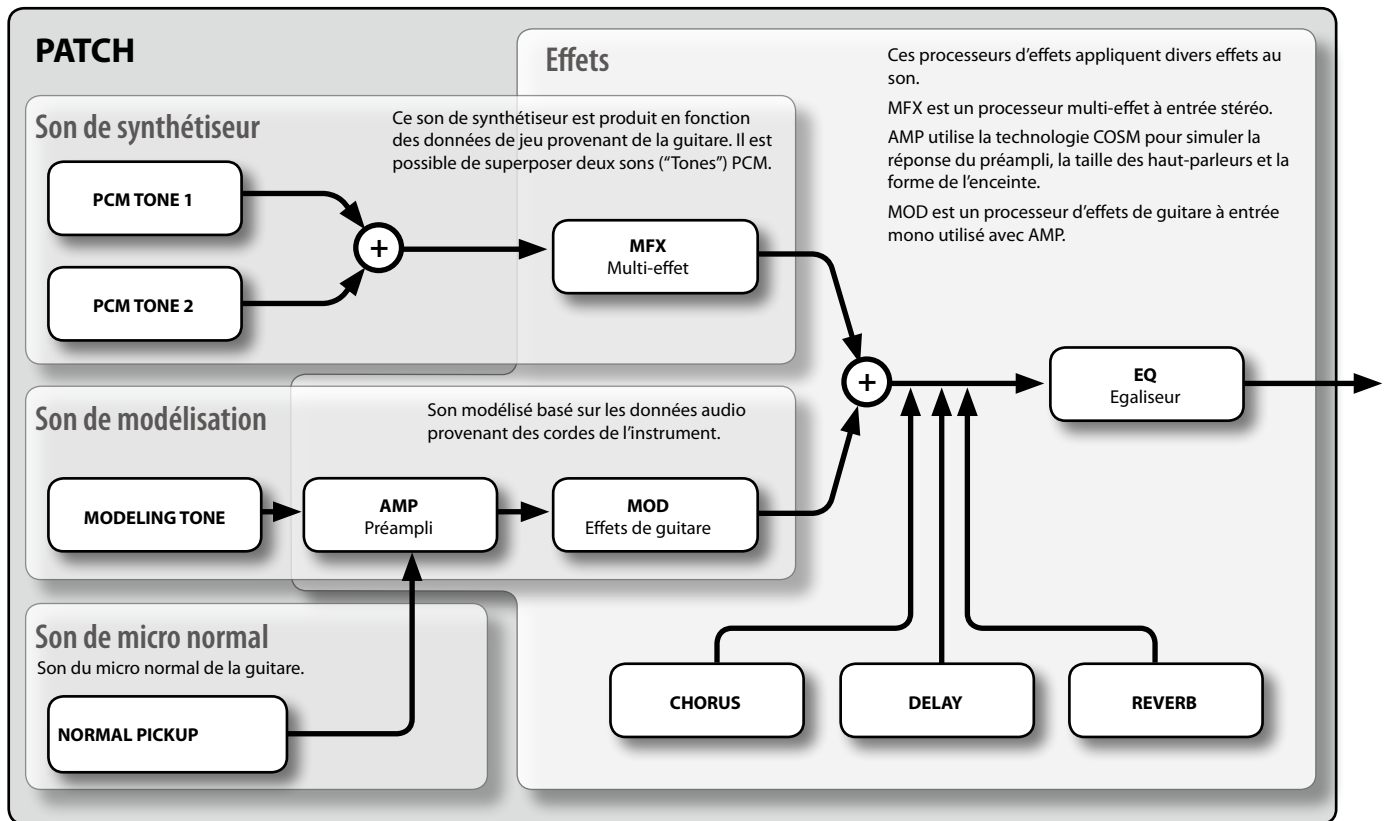 PATCH
Effets
Ces processeurs d'effets appliquent divers effets au
son.
MFX est un processeur multi-effet à entrée stéréo.
AMP utilise la technologie COSM pour simuler la
réponse du préampli, la taille des haut-parleurs et la
forme de l'enceinte.
MOD est un processeur d'effets de guitare à entrée
mono utilisé avec AMP.
Son de synthétiseur
Ce son de synthétiseur est produit en fonction
des données de jeu provenant de la guitare. Il est
possible de superposer deux sons (“Tones”) PCM.
PCM TONE 1
PCM TONE 2
+
MFX
Multi-effet
+
EQ
Egaliseur
Son de modélisation
Son modélisé basé sur les données audio
provenant des cordes de l'instrument.
MODELING TONE
AMP
Préampli
MOD
Effets de guitare
Son de micro normal
Son du micro normal de la guitare.
NORMAL PICKUP
CHORUS
DELAY
REVERB